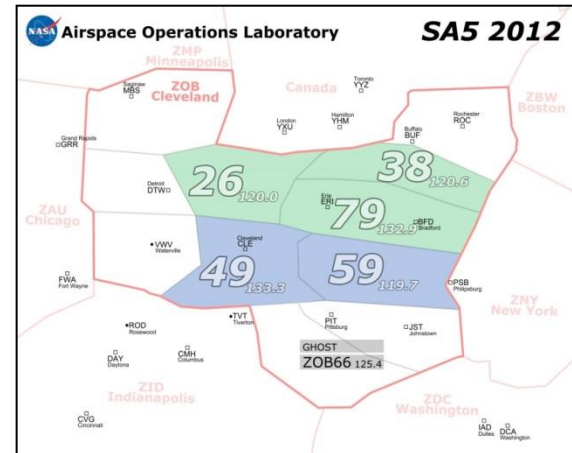 NASA
Airspace Operations Laboratory
SA5 2012
ZMP
Minneapolis
Toronto
YYZ
Saginaw
MBS
ZOB
Cleveland
Canada
London
YXU
Hamilton
YHM
Rochester
ROC
ZBW
Boston
Buffalo
BUF
Grand Rapids
GRR
26
120.0
38
120.6
Detroit
DTW
Erie
ERI
79
132.9
BFD
Bradford
ZAU
Chicago
VWV
Waterville
Cleveland
CLE
49
133.3
59
119.7
FWA
Fort Wayne
PSB
Philipsburg
ZNY
New York
ROD
Rosewood
TVT
Tiverton
PIT
Pittsburg
JST
Johnstown
GHOST
ZOB66 125.4
DAY
Daytona
CMH
Columbus
ZID
Indianapolis
ZDC
Washington
CVG
Cincinnati
IAD
Dulles
DCA
Washington